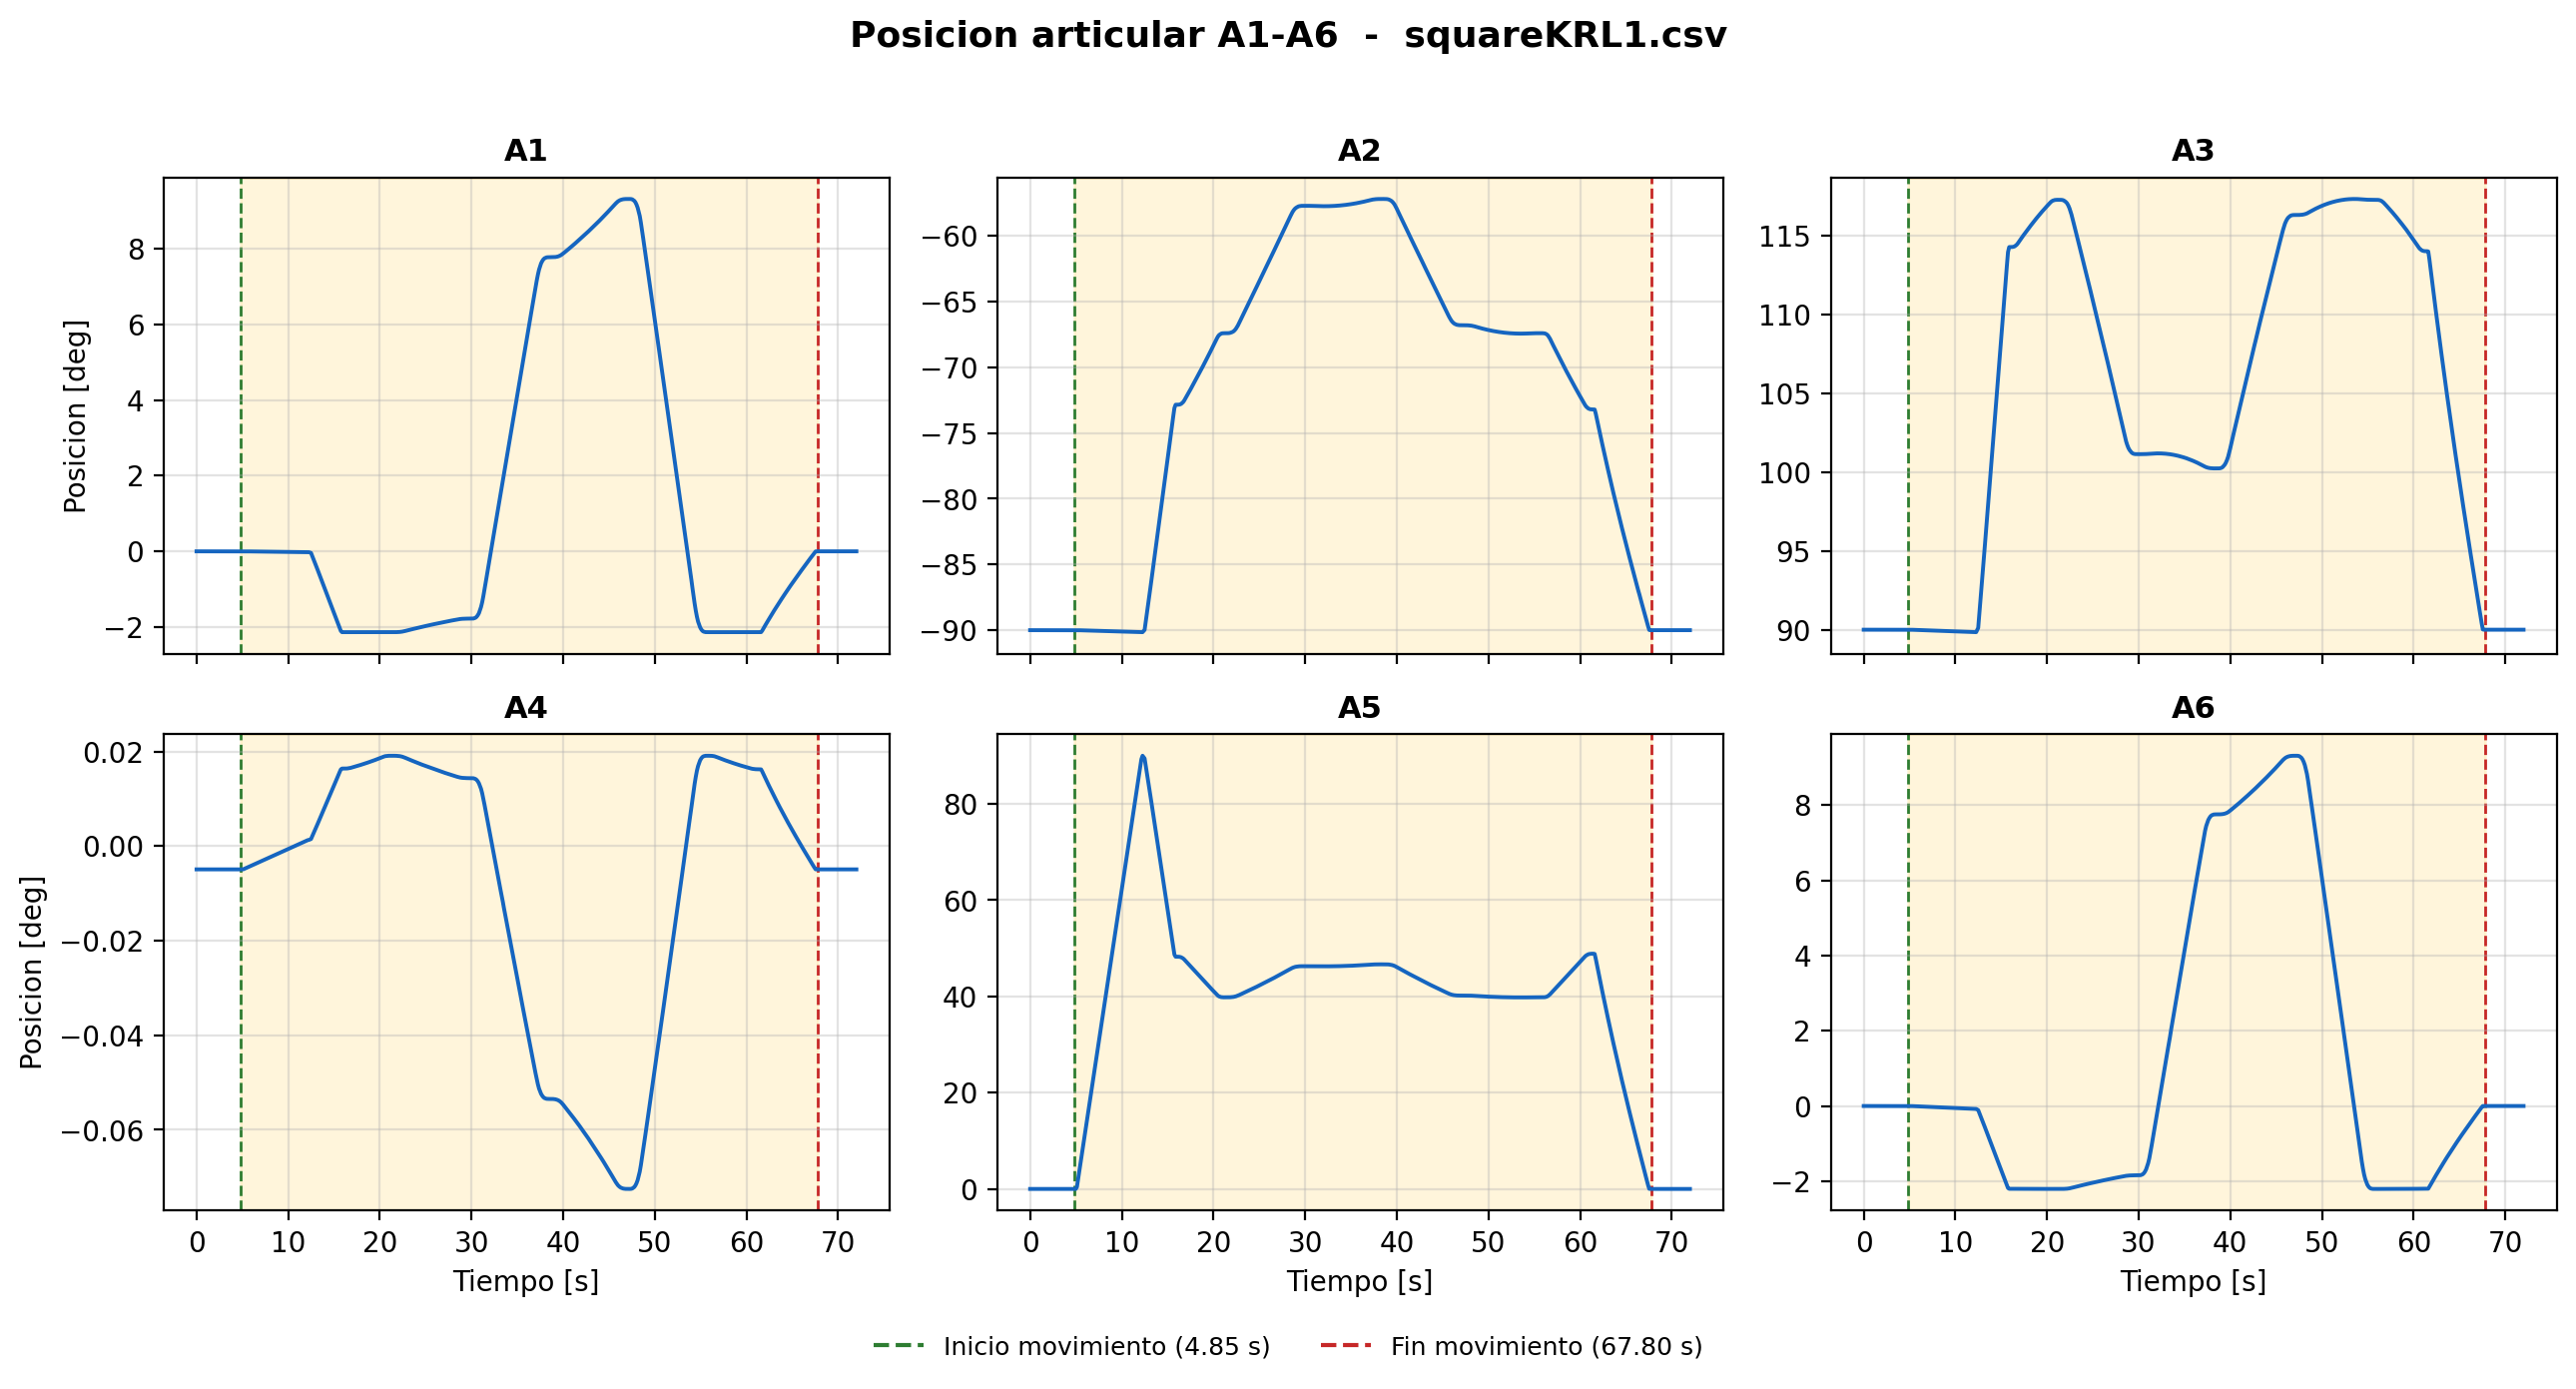 Posicion articular A1-A6  -  squareKRL1.csv
A1
A2
A3
Posicion [deg]
8
6
4
2
0
−2
−60
−65
−70
−75
−80
−85
−90
115
110
105
100
95
90
A4
A5
A6
Posicion [deg]
0.02
0.00
−0.02
−0.04
−0.06
80
60
40
20
0
8
6
4
2
0
−2
0 10 20 30 40 50 60 70
0 10 20 30 40 50 60 70
0 10 20 30 40 50 60 70
Tiempo [s]
Tiempo [s]
Tiempo [s]
Inicio movimiento (4.85 s)
Fin movimiento (67.80 s)